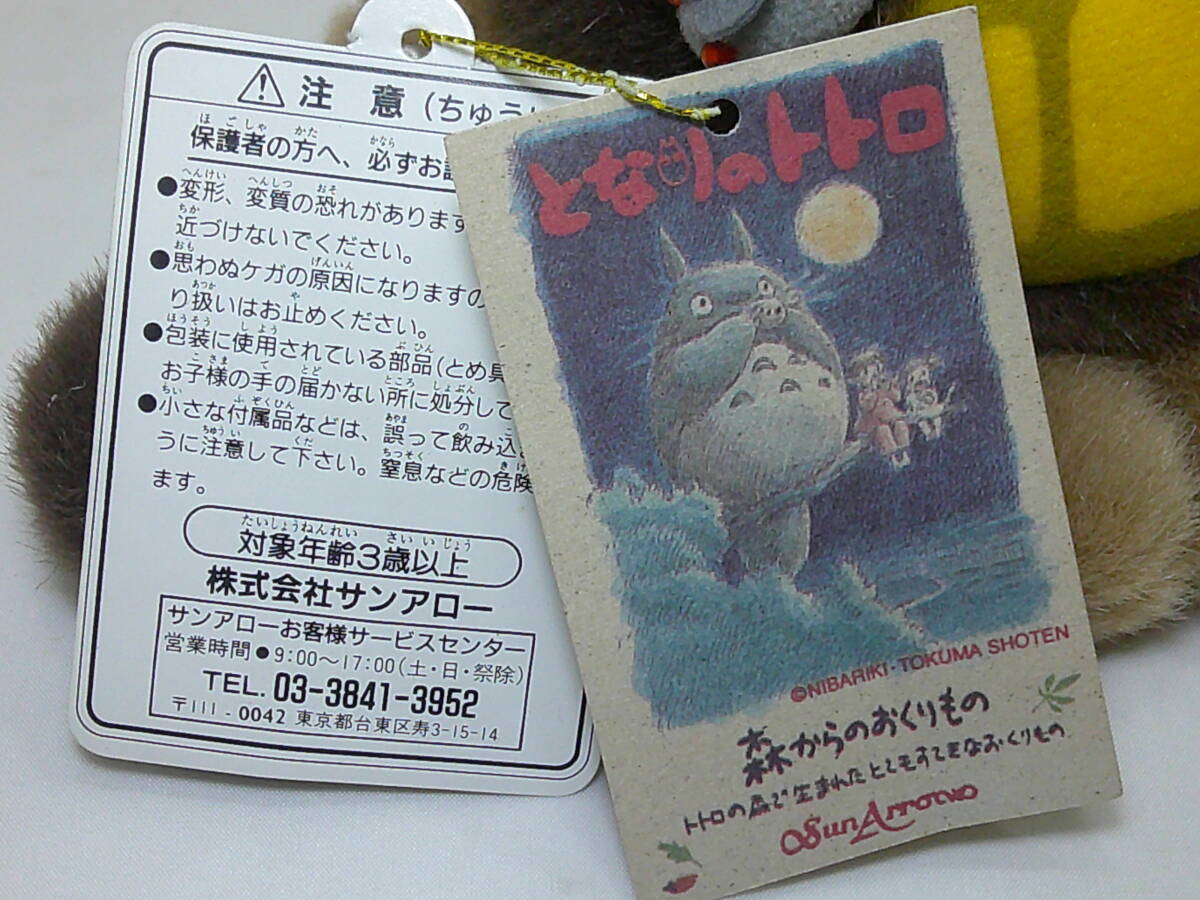 注意(ちゅう
保護者の方へ、必ずお
変形、変質の恐れがあります
近づけないでください。
思わぬケガの原因になりますの
り扱いはお止めください。
包装に使用されている部品(とめ具
お子様の手の届かない所に処分して
小さな付属品などは、誤って飲み込
うに注意して下さい。窒息などの危険
ます。
対象年齢3歳以上
株式会社サンアロー
サンアローお客様サービスセンター
営業時間●9:00〜17:00(土・日・祭除)
TEL. 03-3841-3952
〒111-0042 東京都台東区寿3-15-14
となりのトトロ
©NIBARIKI・TOKUMA SHOTEN
森からのおくりもの
トトロの森で生まれたとてもすてきなおくりもの
Sun Arrow